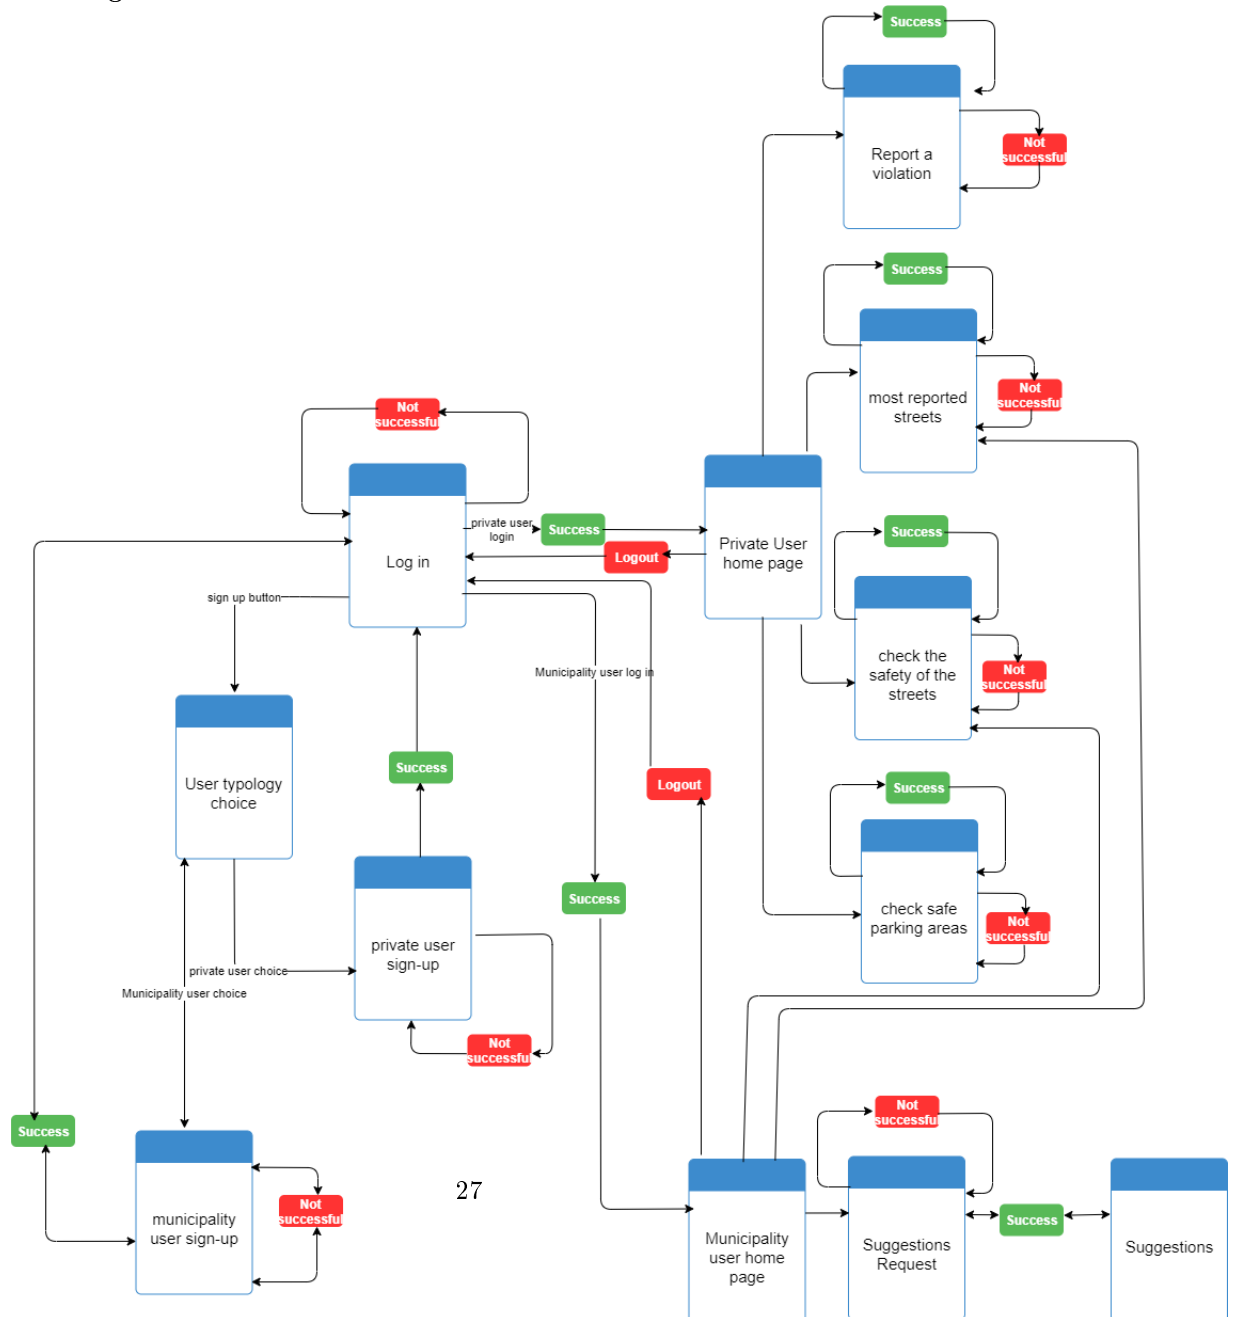 Success
Report a
violation
Not
successful
Success
most reported
streets
Not
successful
Not
successful
Log in
private user
login
Success
Logout
Private User
home page
Success
check the
safety of the
streets
Not
successful
sign up button
Municipality user log in
User typology
choice
Success
Logout
Success
check safe
parking areas
Not
successful
Success
private user
sign-up
private user choice
Municipality user choice
Not
successful
Success
municipality
user sign-up
Not
successful
27
Municipality
user home
page
Not
successful
Suggestions
Request
Success
Suggestions